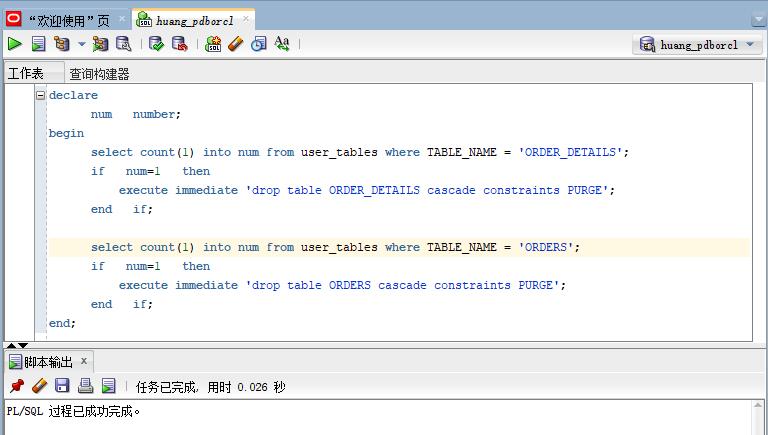 “欢迎使用”页
huang_pdborcl
huang_pdborcl
工作表
查询构建器
declare
num number;
begin
select count(1) into num from user_tables where TABLE_NAME = 'ORDER_DETAILS';
if num=1 then
execute immediate 'drop table ORDER_DETAILS cascade constraints PURGE';
end if;
select count(1) into num from user_tables where TABLE_NAME = 'ORDERS';
if num=1 then
execute immediate 'drop table ORDERS cascade constraints PURGE';
end if;
end;
脚本输出
任务已完成, 用时 0.026 秒
PL/SQL 过程已成功完成。